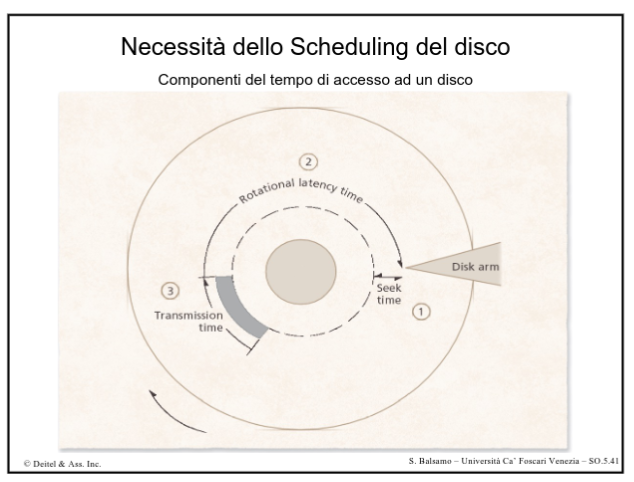 Necessità dello Scheduling del disco
Componenti del tempo di accesso ad un disco
2
Rotational latency time
Disk arm
3
Seek
time
1
Transmission
time
© Deitel & Ass. Inc.
S. Balsamo – Università Ca' Foscari Venezia – SO.5.41